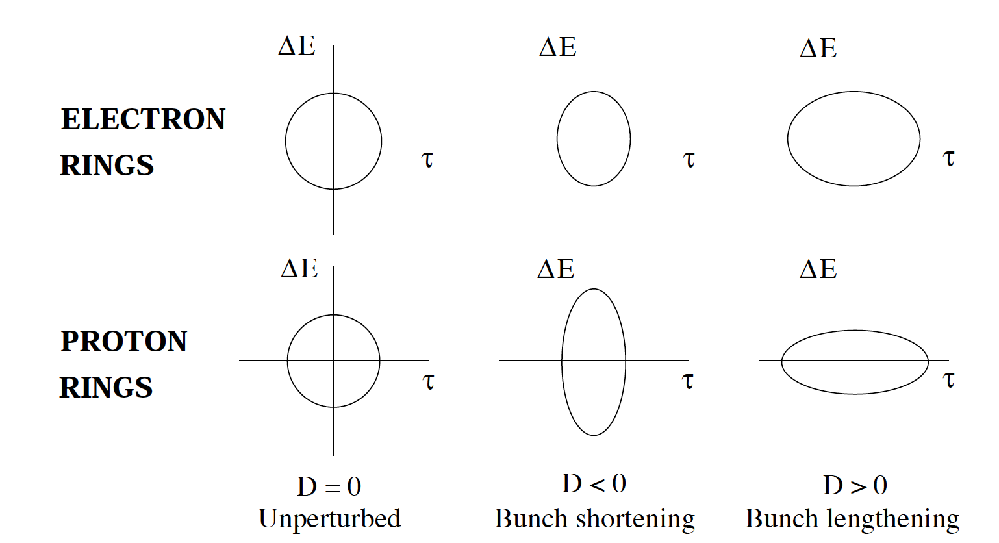 ΔE
ΔE
ΔE
ELECTRON
RINGS
τ
τ
τ
ΔE
ΔE
ΔE
PROTON
RINGS
τ
τ
τ
D = 0
D < 0
D > 0
Unperturbed
Bunch shortening
Bunch lengthening